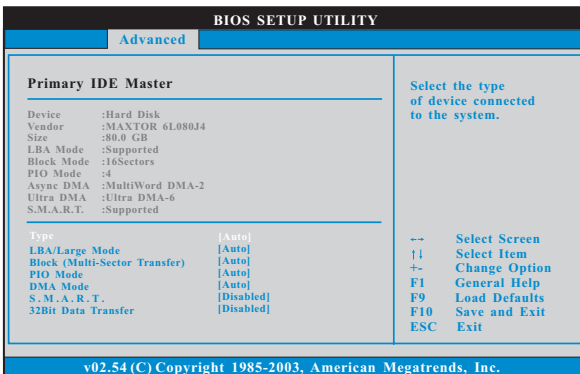 BIOS SETUP UTILITY
Advanced
Primary IDE Master
Device :Hard Disk
Vendor :MAXTOR 6L080J4
Size :80.0 GB
LBA Mode :Supported
Block Mode :16Sectors
PIO Mode :4
Async DMA :MultiWord DMA-2
Ultra DMA :Ultra DMA-6
S.M.A.R.T. :Supported
Type [Auto]
LBA/Large Mode [Auto]
Block (Multi-Sector Transfer) [Auto]
PIO Mode [Auto]
DMA Mode [Auto]
S.M.A.R.T. [Disabled]
32Bit Data Transfer [Disabled]
Select the type
of device connected
to the system.
←→ Select Screen
↑↓ Select Item
+- Change Option
F1 General Help
F9 Load Defaults
F10 Save and Exit
ESC Exit
v02.54 (C) Copyright 1985-2003, American Megatrends, Inc.